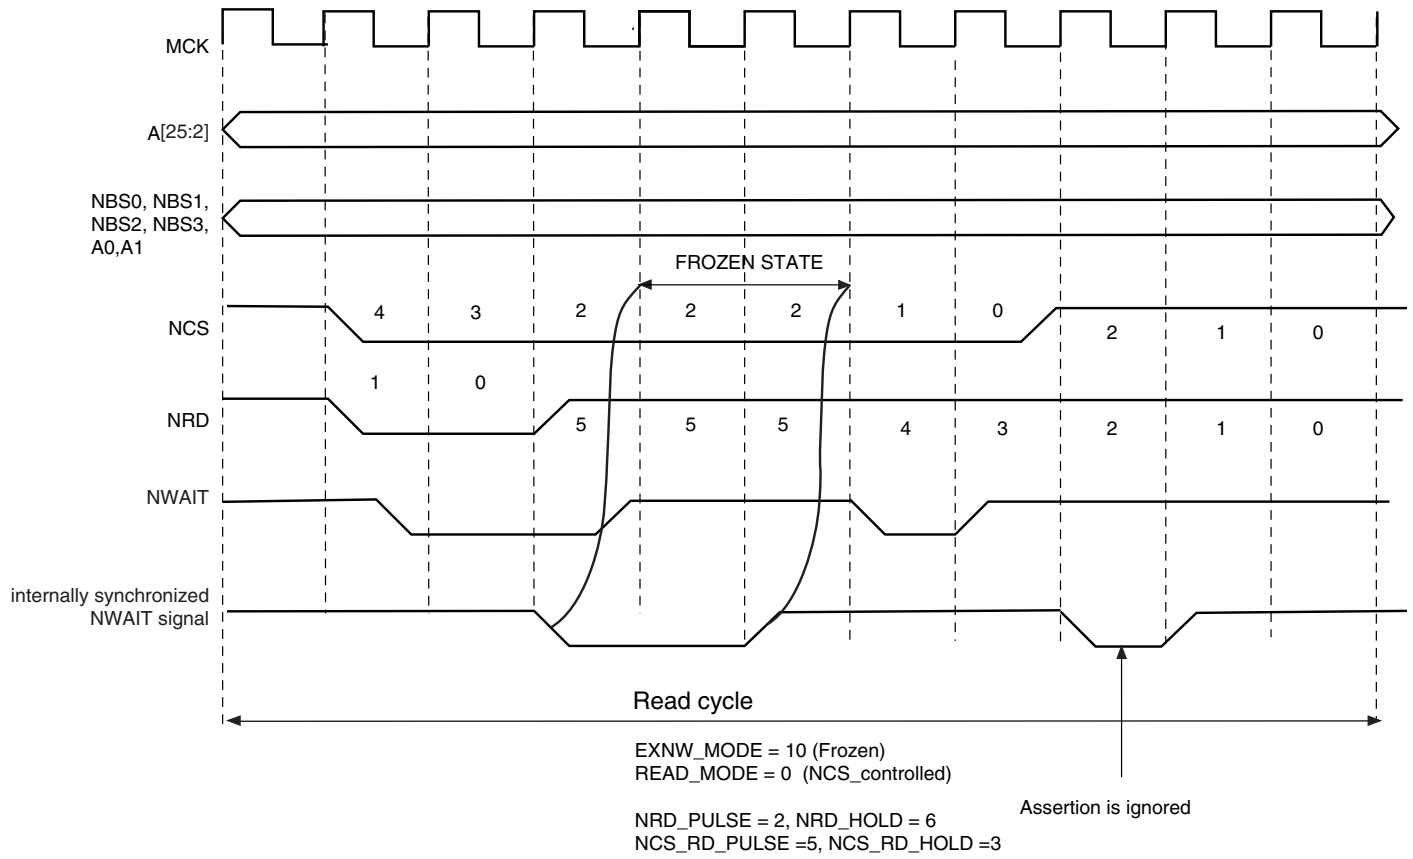 MCK
A[25:2]
NBS0, NBS1,
NBS2, NBS3,
A0,A1
FROZEN STATE
4 3 2 2 2 1 0
NCS
2 1 0
1 0
NRD
5 5 5 4 3 2 1 0
NWAIT
internally synchronized
NWAIT signal
Read cycle
EXNW_MODE = 10 (Frozen)
READ_MODE = 0 (NCS_controlled)
Assertion is ignored
NRD_PULSE = 2, NRD_HOLD = 6
NCS_RD_PULSE =5, NCS_RD_HOLD =3